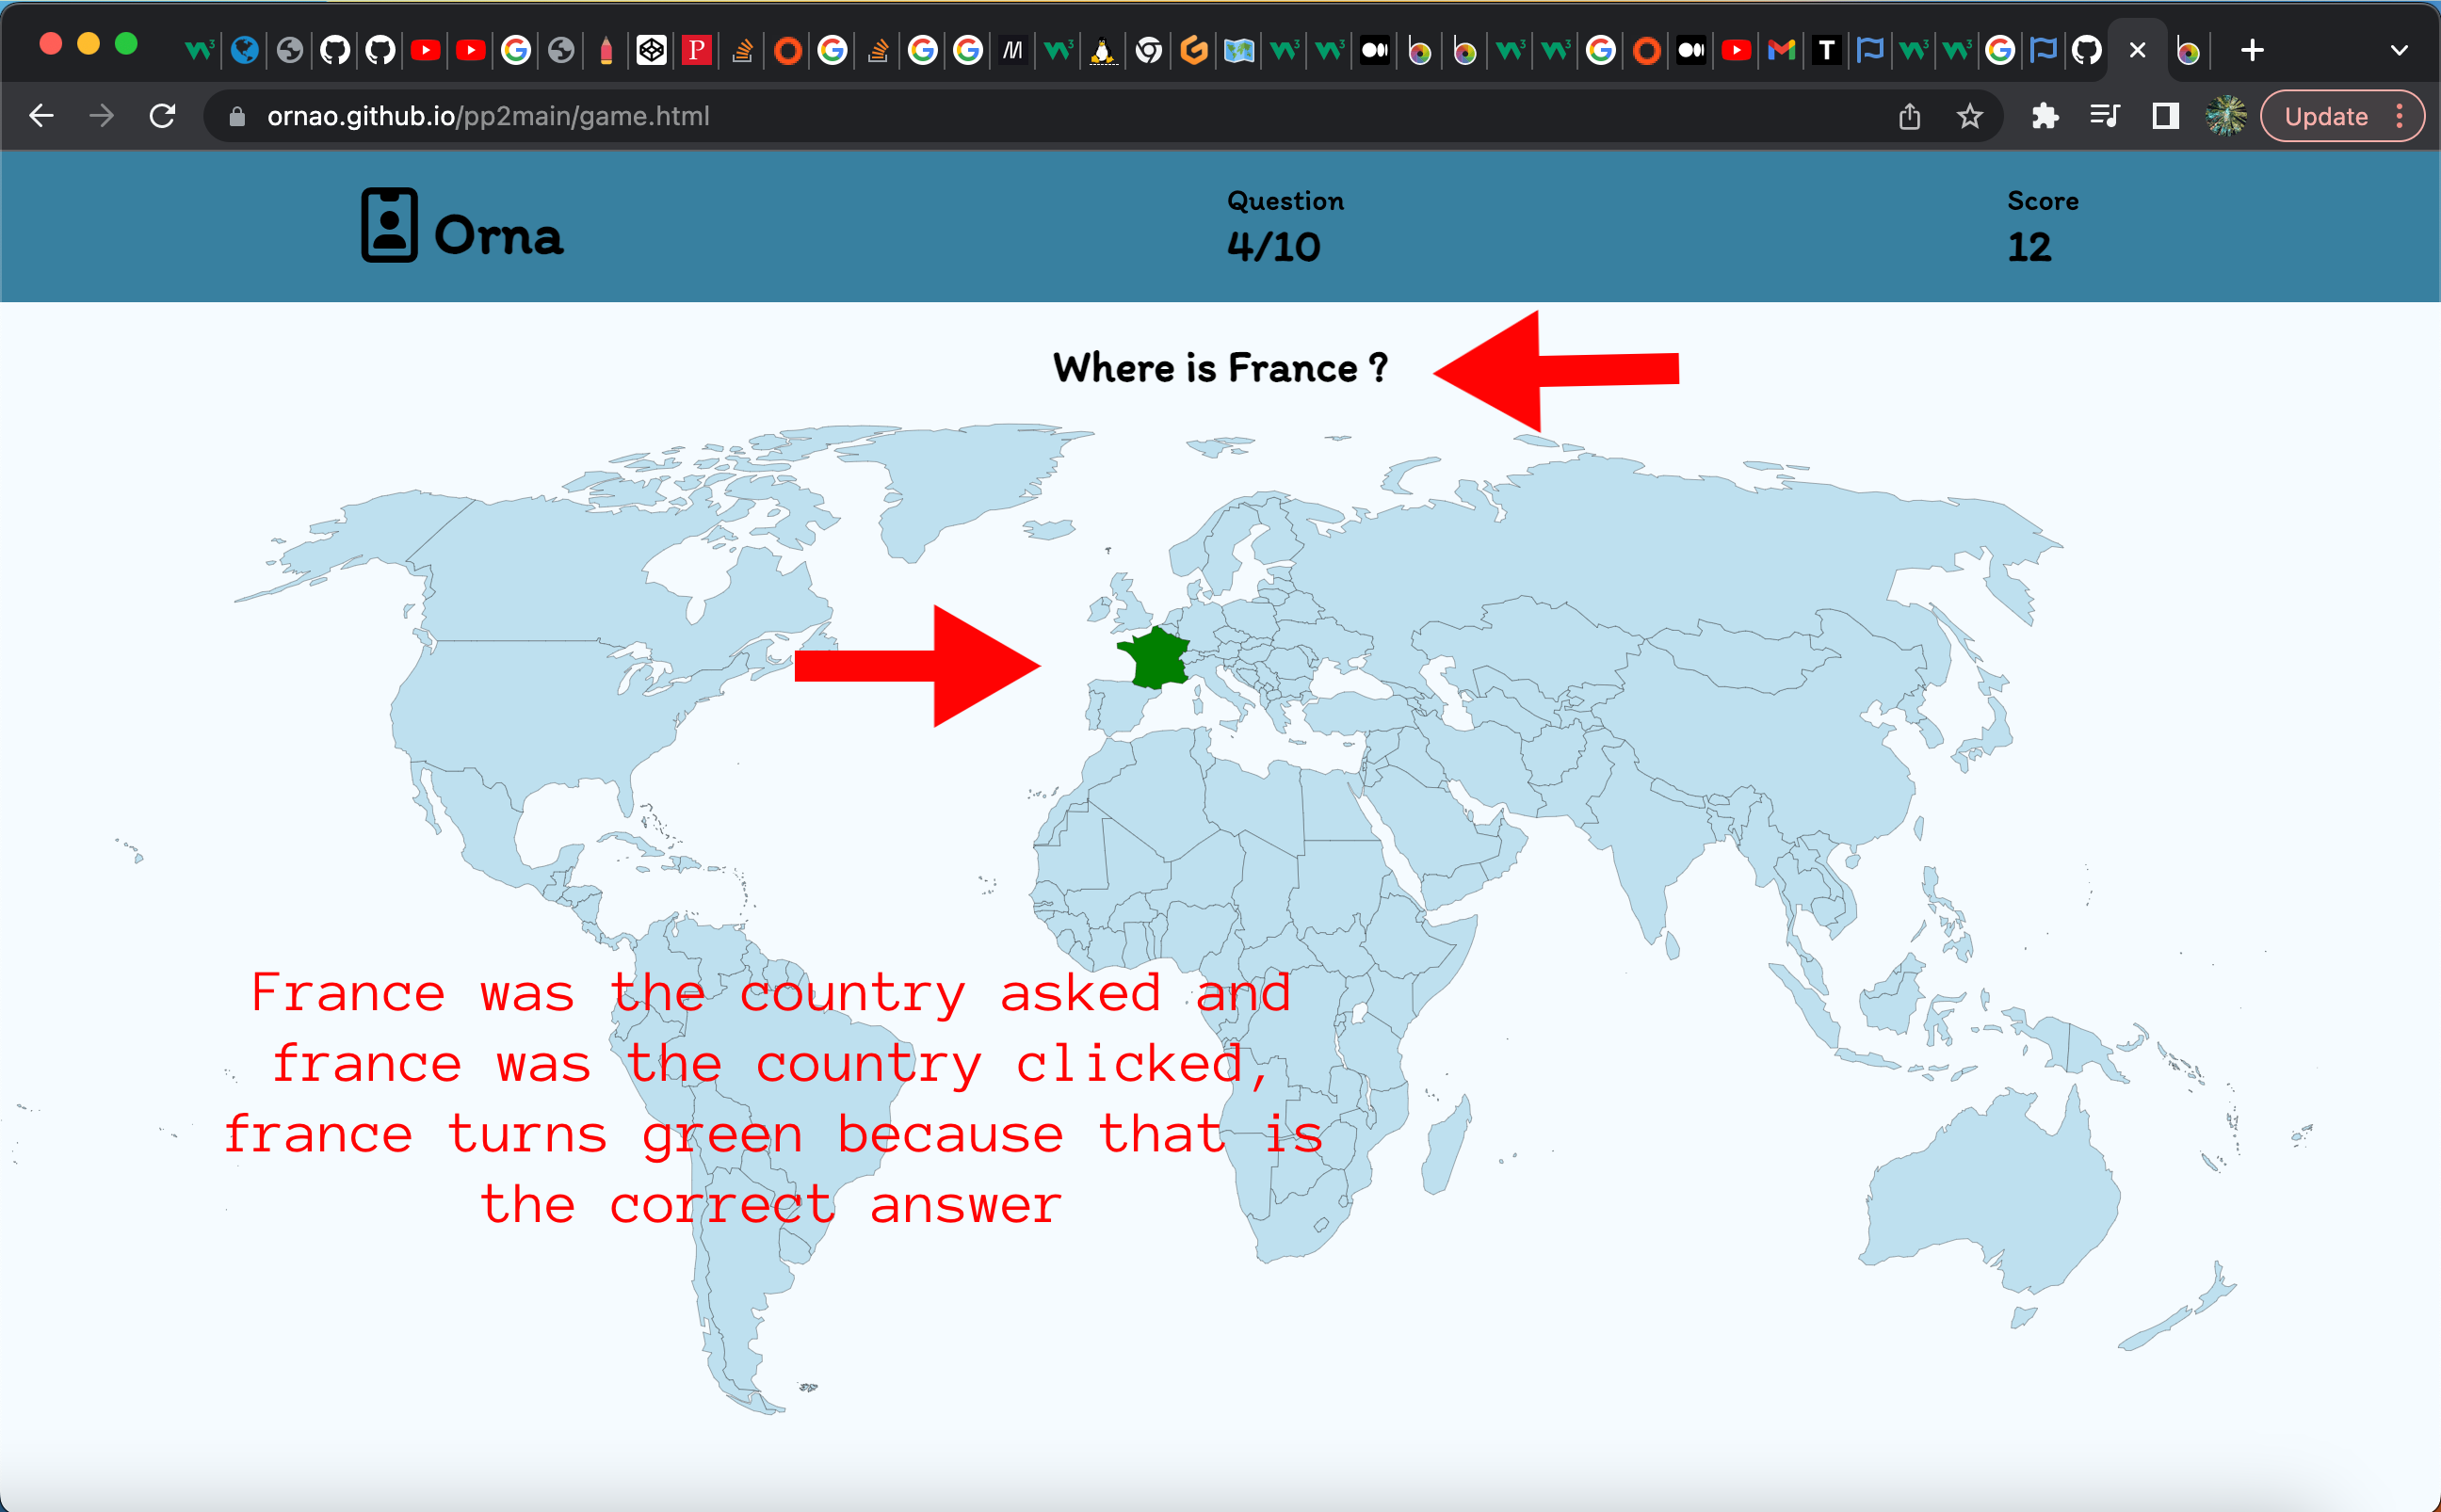 ornao.github.io/pp2main/game.html
Update
Orna
Question
4/10
Score
12
Where is France ?
France was the country asked and
france was the country clicked,
france turns green because that is
the correct answer